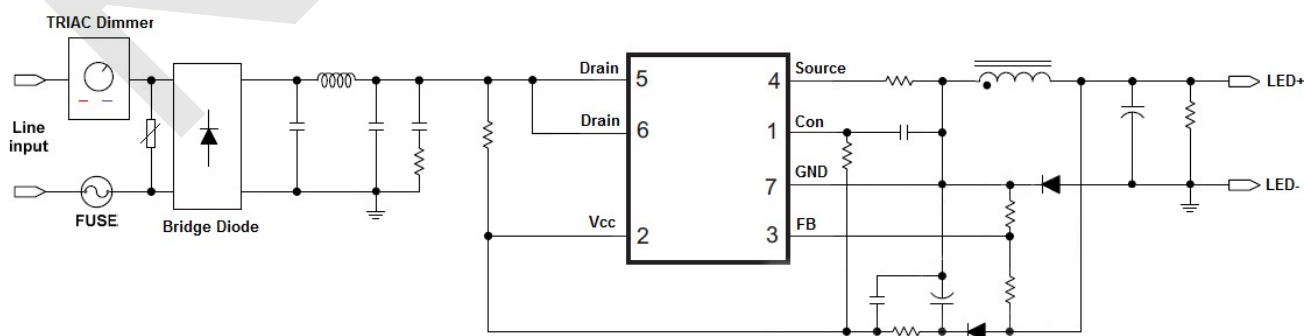 TRIAC Dimmer
Line
input
FUSE
Bridge Diode
Drain
5
Drain
6
Vcc
2
4
Source
1
Con
7
GND
3
FB
LED+
LED-